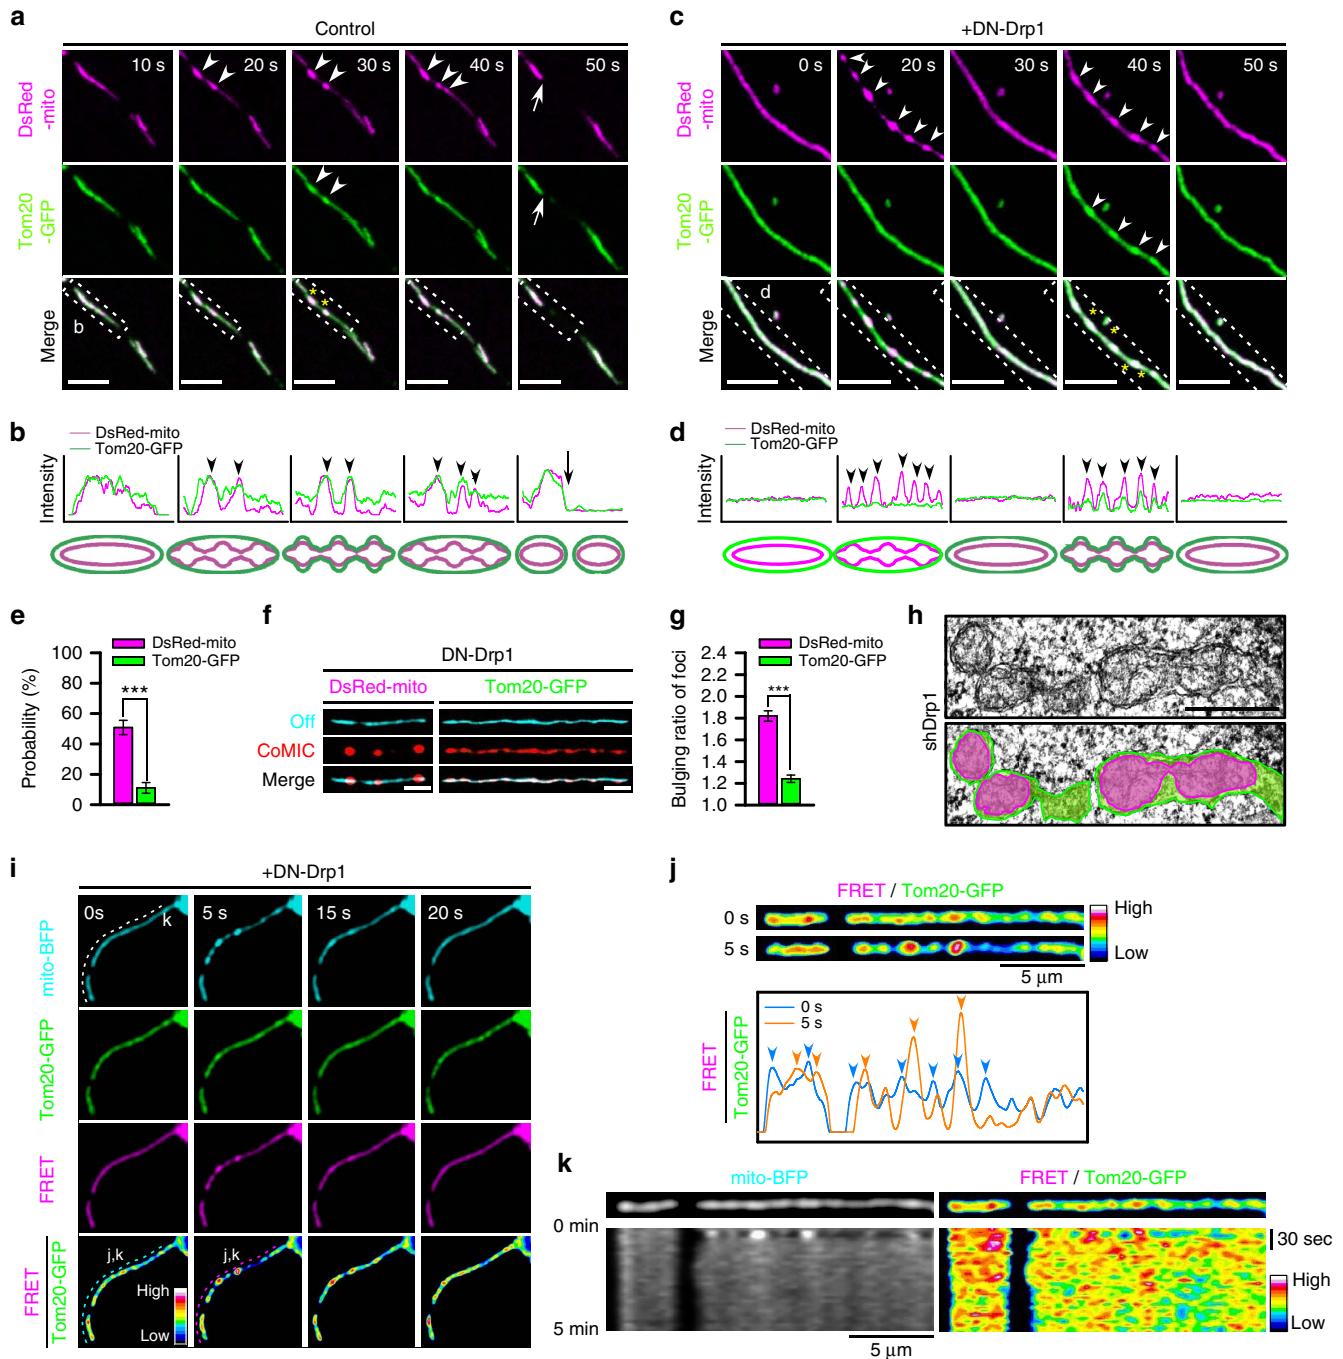 a
Control
DsRed
-mito
10 s
20 s
30 s
40 s
50 s
Tom20
-GFP
Merge
b
* *
c
+DN-Drp1
DsRed
-mito
0 s
20 s
30 s
40 s
50 s
Tom20
-GFP
Merge
d
* * * *
b
DsRed-mito
Tom20-GFP
Intensity
d
DsRed-mito
Tom20-GFP
Intensity
e
DsRed-mito
Tom20-GFP
Probability (%)
100
80
60
40
20
0
***
f
DN-Drp1
DsRed-mito
Tom20-GFP
Off
CoMIC
Merge
g
DsRed-mito
Tom20-GFP
Bulging ratio of foci
2.4
2.2
2.0
1.8
1.6
1.4
1.2
1.0
***
h
shDrp1
i
+DN-Drp1
mito-BFP
0s
k
5 s
15 s
20 s
Tom20-GFP
FRET
FRET
Tom20-GFP
j,k
High
Low
j,k
j
FRET / Tom20-GFP
0 s
5 s
High
Low
5 µm
FRET
Tom20-GFP
0 s
5 s
k
mito-BFP
FRET / Tom20-GFP
0 min
5 min
30 sec
High
Low
5 µm